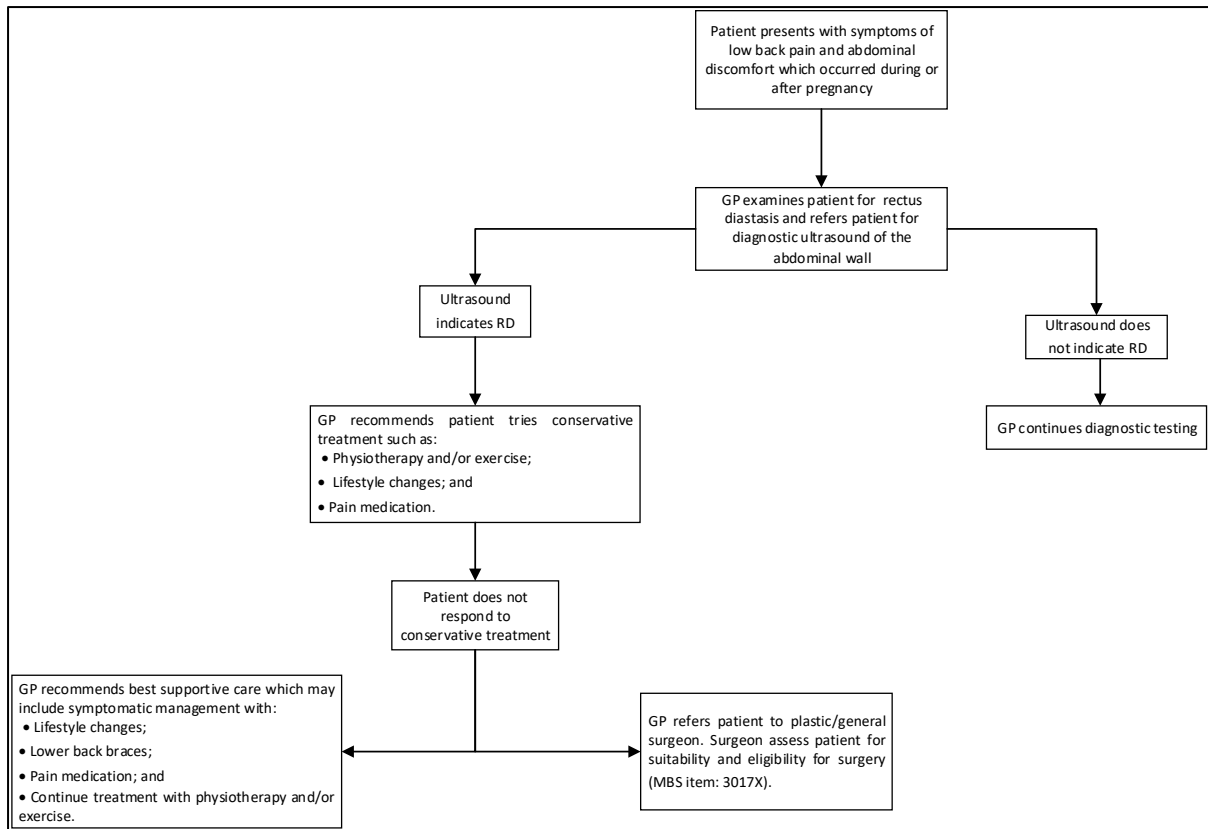 Patient presents with symptoms of
low back pain and abdominal
discomfort which occurred during or
after pregnancy
GP examines patient for rectus
diastasis and refers patient for
diagnostic ultrasound of the
abdominal wall
Ultrasound
indicates RD
Ultrasound does
not indicate RD
GP recommends patient tries conservative
treatment such as:
• Physiotherapy and/or exercise;
• Lifestyle changes; and
• Pain medication.
GP continues diagnostic testing
Patient does not
respond to
conservative treatment
GP recommends best supportive care which may
include symptomatic management with:
• Lifestyle changes;
• Lower back braces;
• Pain medication; and
• Continue treatment with physiotherapy and/or
exercise.
GP refers patient to plastic/general
surgeon. Surgeon assess patient for
suitability and eligibility for surgery
(MBS item: 3017X).